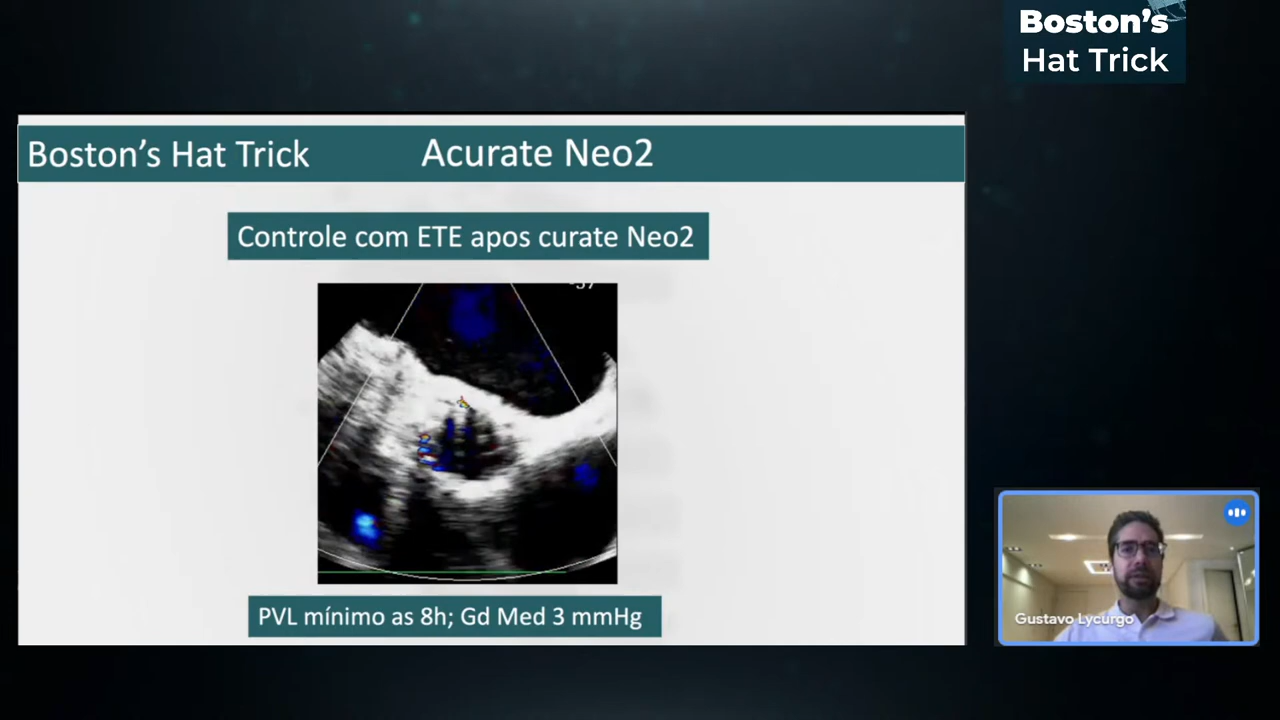 Boston's
Hat Trick
Boston's Hat Trick
Acurate Neo2
Controle com ETE apos curate Neo2
PVL mínimo as 8h; Gd Med 3 mmHg
Gustavo Lycurgo